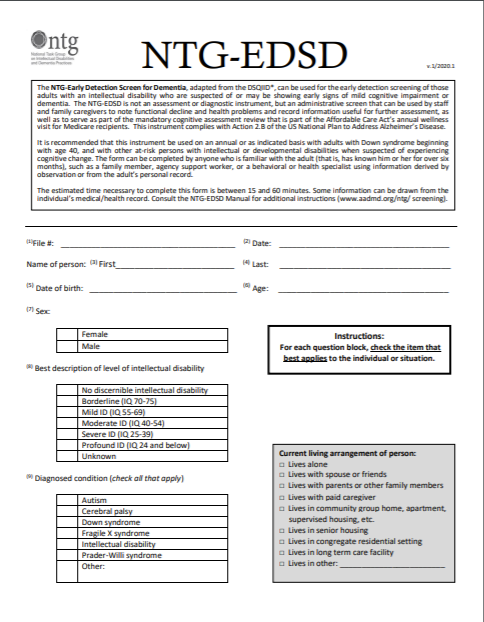 ntg
National Task Group
on Intellectual Disabilities
and Dementia Practices
NTG-EDSD
v.1/2020.1
The NTG-Early Detection Screen for Dementia, adapted from the DSQIID*, can be used for the early detection screening of those
adults with an intellectual disability who are suspected of or may be showing early signs of mild cognitive impairment or
dementia. The NTG-EDSD is not an assessment or diagnostic instrument, but an administrative screen that can be used by staff
and family caregivers to note functional decline and health problems and record information useful for further assessment, as
well as to serve as part of the mandatory cognitive assessment review that is part of the Affordable Care Act's annual wellness
visit for Medicare recipients. This instrument complies with Action 2.B of the US National Plan to Address Alzheimer's Disease.
It is recommended that this instrument be used on an annual or as indicated basis with adults with Down syndrome beginning
with age 40, and with other at-risk persons with intellectual or developmental disabilities when suspected of experiencing
cognitive change. The form can be completed by anyone who is familiar with the adult (that is, has known him or her for over six
months), such as a family member, agency support worker, or a behavioral or health specialist using information derived by
observation or from the adult's personal record.
The estimated time necessary to complete this form is between 15 and 60 minutes. Some information can be drawn from the
individual's medical/health record. Consult the NTG-EDSD Manual for additional instructions (www.aadmd.org/ntg/ screening).
(1)File #: ____ (2) Date: ____
Name of person: (3) First____ (4) Last: ____
(5) Date of birth: ____ (6) Age: ____
(7) Sex:
Female
Male
Instructions:
For each question block, check the item that
best applies to the individual or situation.
(8) Best description of level of intellectual disability
No discernible intellectual disability
Borderline (IQ 70-75)
Mild ID (IQ 55-69)
Moderate ID (IQ 40-54)
Severe ID (IQ 25-39)
Profound ID (IQ 24 and below)
Unknown
(9) Diagnosed condition (check all that apply)
Autism
Cerebral palsy
Down syndrome
Fragile X syndrome
Intellectual disability
Prader-Willi syndrome
Other:
Current living arrangement of person:
□ Lives alone
□ Lives with spouse or friends
□ Lives with parents or other family members
□ Lives with paid caregiver
□ Lives in community group home, apartment,
supervised housing, etc.
□ Lives in senior housing
□ Lives in congregate residential setting
□ Lives in long term care facility
□ Lives in other: ____